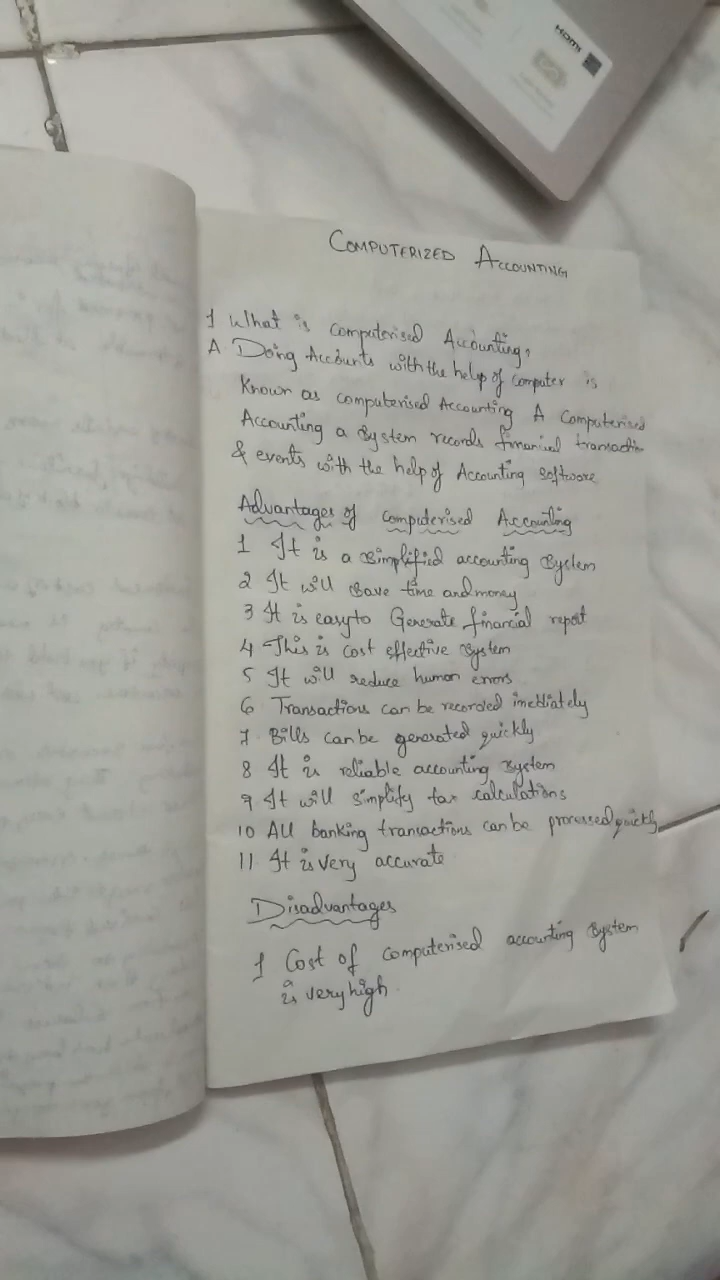 HDMI
COMPUTERIZED ACCOUNTING
1 What is computerised Accounting?
A. Doing Accounts with the help of computer is
Known as computerised Accounting A Computerised
Accounting a System records financial transactio
& events with the help of Accounting software
Advantages of computerised Accounting
1 It is a simplified accounting System
2 It will save time and money
3 It is easy to Generate financial report
4 This is cost effective System
5 It will reduce human errors
6 Transactions can be recorded imediately
7. Bills can be generated quickly
8 It is reliable accounting System
9 It will simplify tax calculations
10 All banking transactions can be processed quickly
11 It is very accurate
Disadvantages
1 Cost of computerised accounting System
is very high.